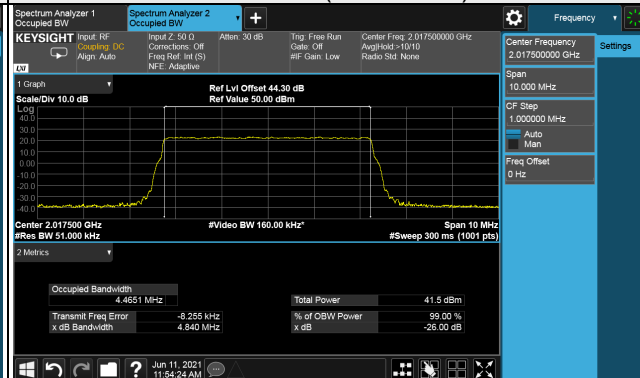 Spectrum Analyzer 1
Occupied BW
Spectrum Analyzer 2
Occupied BW
Frequency
KEYSIGHT
Input: RF
Coupling: DC
Align: Auto
Input Z: 50 Ω
Corrections: Off
Freq Ref: Int (S)
NFE: Adaptive
Atten: 30 dB
Trig: Free Run
Gate: Off
#IF Gain: Low
Center Freq: 2.017500000 GHz
Avg|Hold:>10/10
Radio Std: None
LXI
Center Frequency
2.017500000 GHz
Settings
Span
10.000 MHz
CF Step
1.000000 MHz
Auto
Man
Freq Offset
0 Hz
1 Graph
Scale/Div 10.0 dB
Ref Lvl Offset 44.30 dB
Ref Value 50.00 dBm
Log
40.0
30.0
20.0
10.0
0.00
-10.0
-20.0
-30.0
-40.0
Center 2.017500 GHz
#Res BW 51.000 kHz
#Video BW 160.00 kHz*
Span 10 MHz
#Sweep 300 ms (1001 pts)
2 Metrics
Occupied Bandwidth
4.4651 MHz
Total Power 41.5 dBm
Transmit Freq Error -8.255 kHz
% of OBW Power 99.00 %
x dB Bandwidth 4.840 MHz
x dB -26.00 dB
Jun 11, 2021
11:54:24 AM